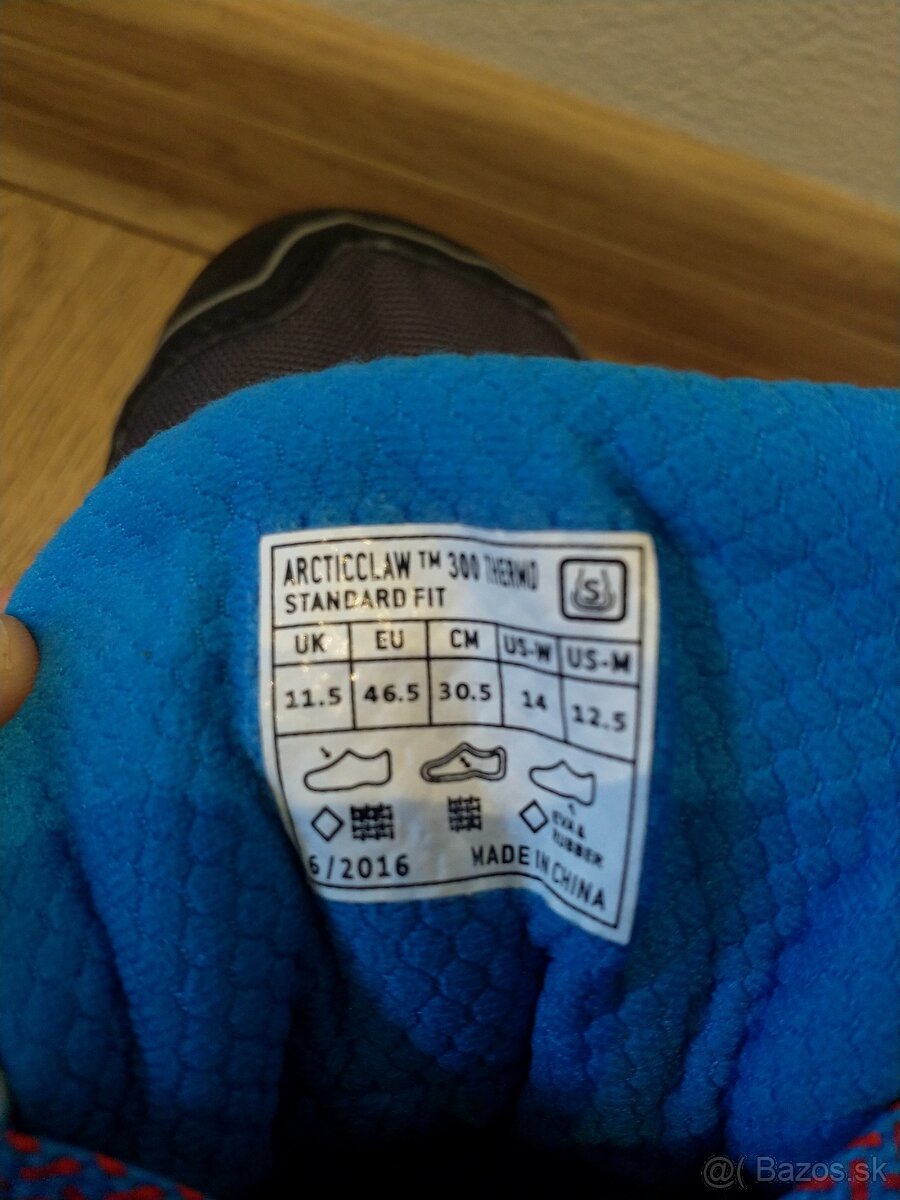 ARCTICCLAW ™ 300 THERMO
STANDARD FIT
S
UK EU CM US-W US-M
11.5 46.5 30.5 14 12.5
EVA &
RUBBER
6/2016 MADE IN CHINA
@( Bazos.sk